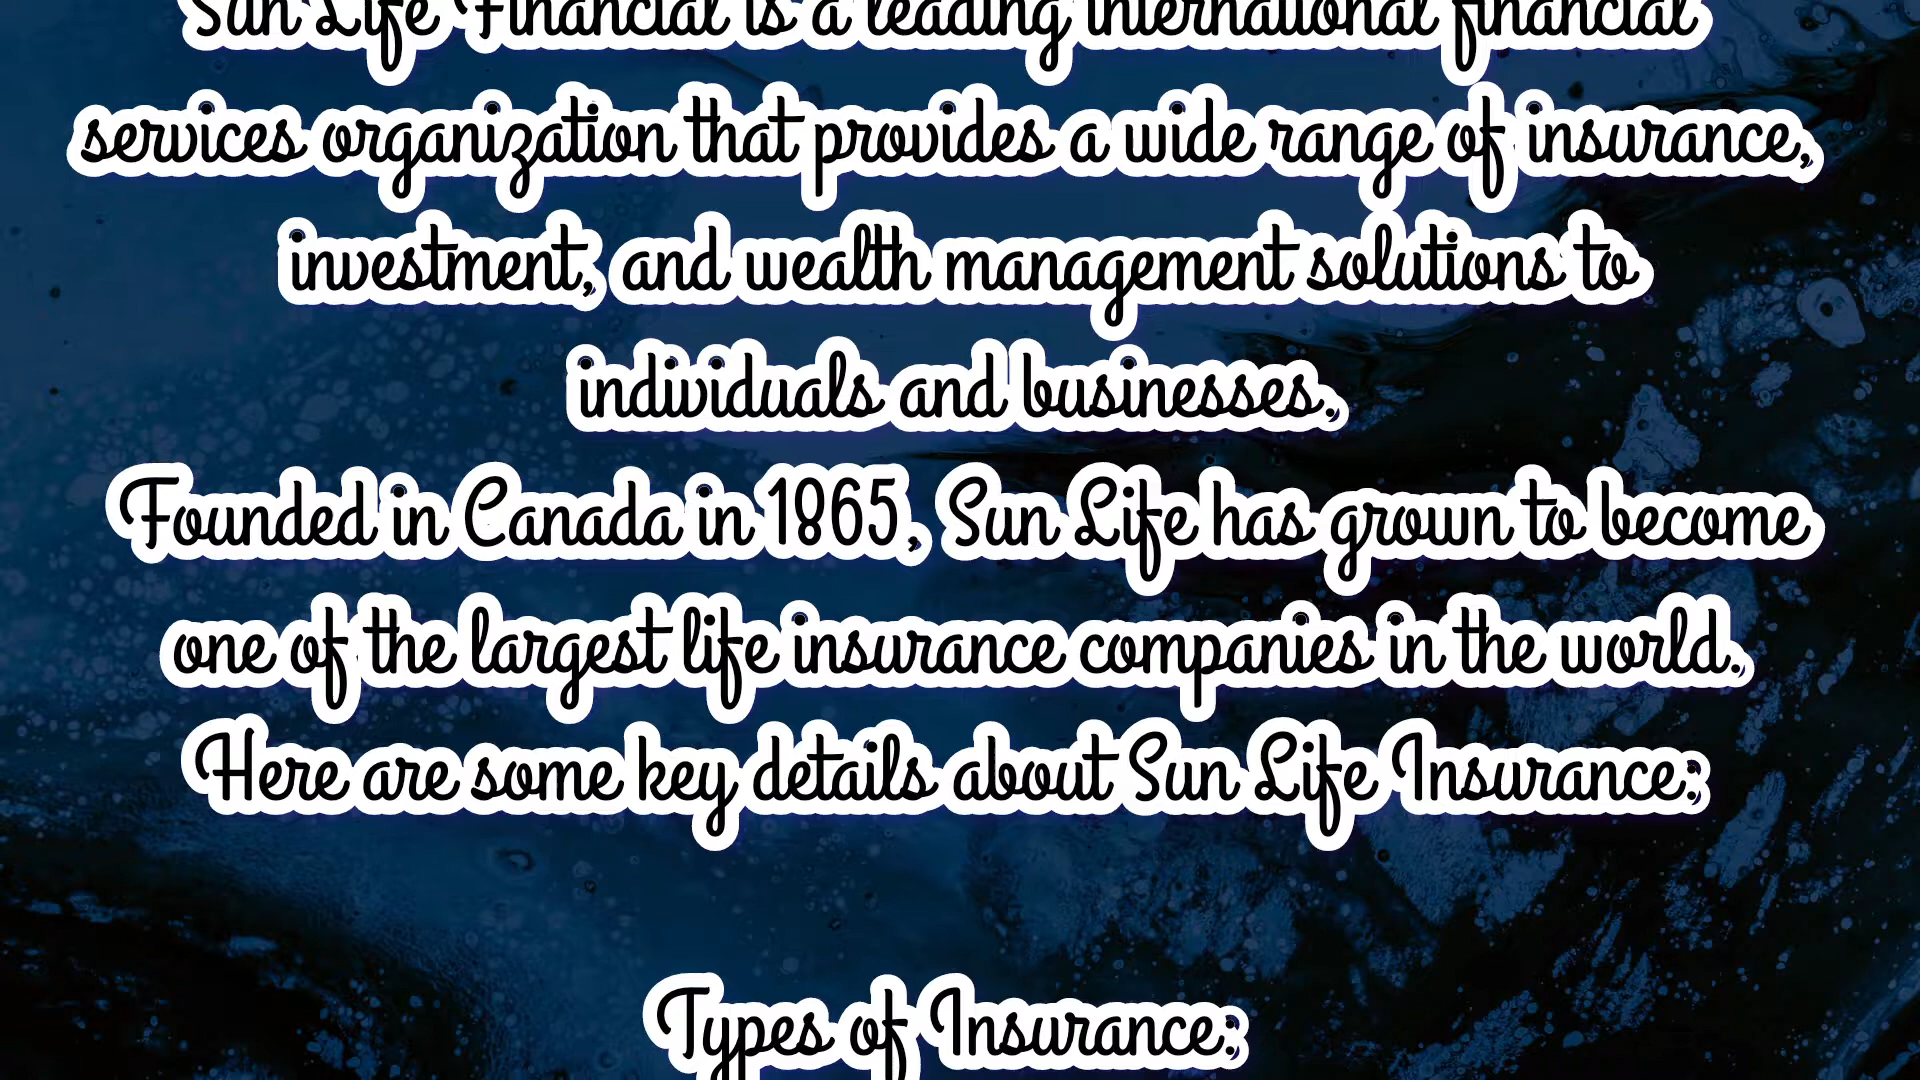 Sun Life Financial is a leading international financial
services organization that provides a wide range of insurance,
investment, and wealth management solutions to
individuals and businesses.
Founded in Canada in 1865, Sun Life has grown to become
one of the largest life insurance companies in the world.
Here are some key details about Sun Life Insurance:
Types of Insurance: